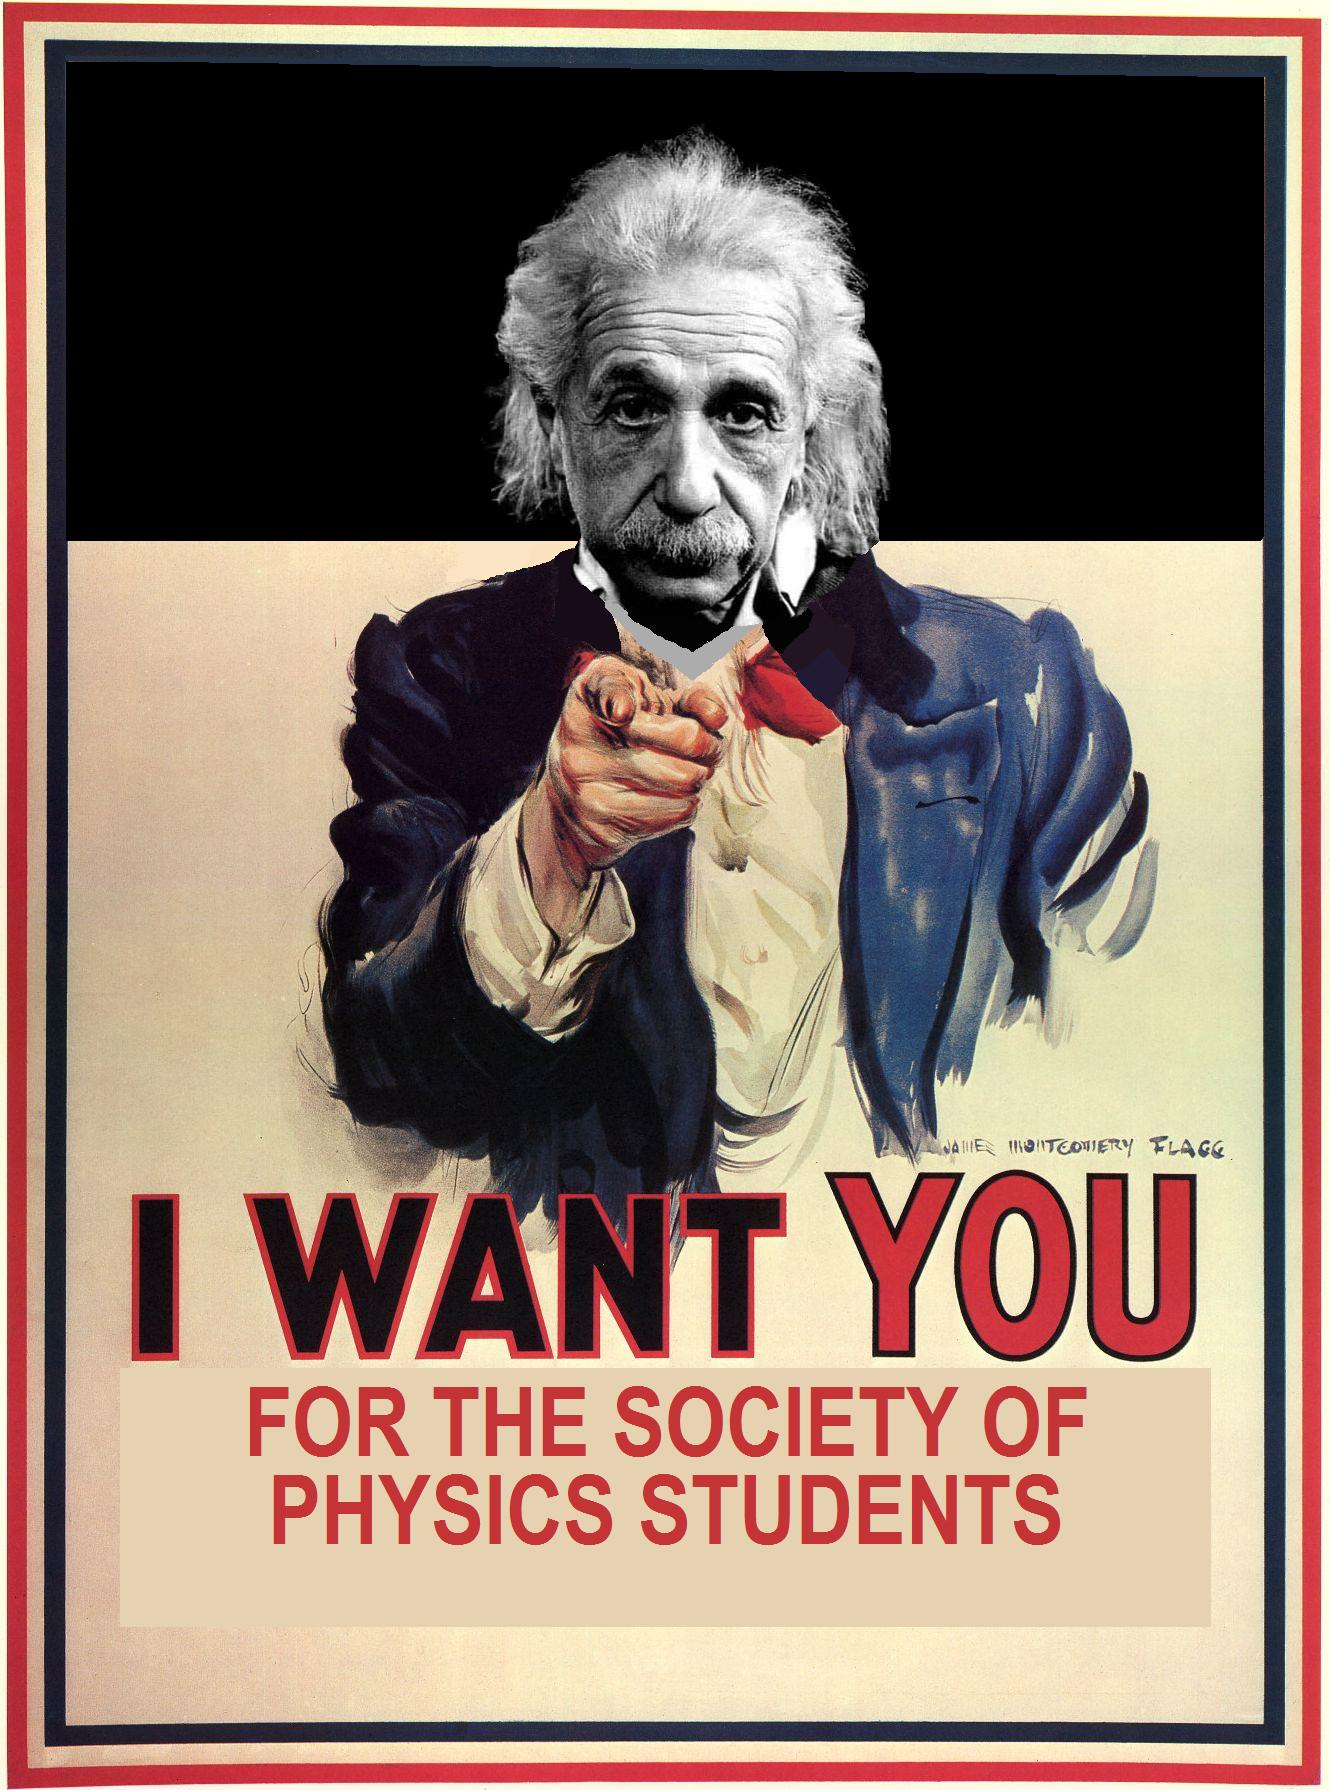 JAMES MONTGOMERY FLAGG
I WANT YOU
FOR THE SOCIETY OF
PHYSICS STUDENTS